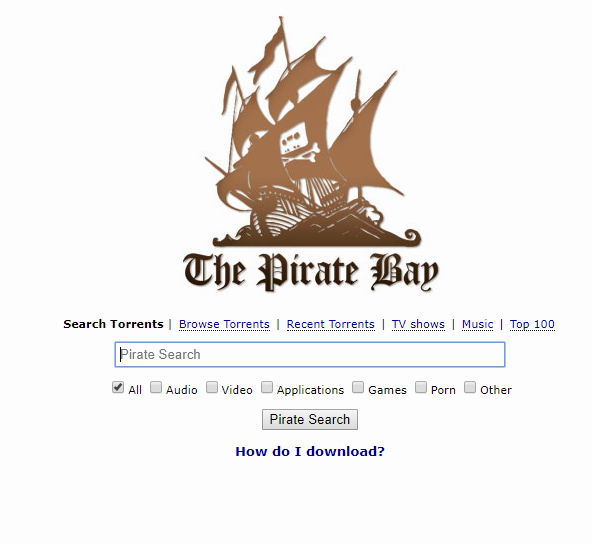 The Pirate Bay
Search Torrents | Browse Torrents | Recent Torrents | TV shows | Music | Top 100
Pirate Search
All Audio Video Applications Games Porn Other
Pirate Search
How do I download?